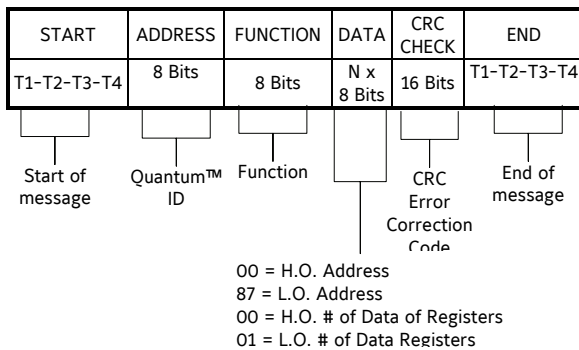 START ADDRESS FUNCTION DATA CRC CHECK END
T1-T2-T3-T4 8 Bits 8 Bits N x 8 Bits 16 Bits T1-T2-T3-T4
Start of message
Quantum™ ID
Function
CRC Error Correction Code
End of message
00 = H.O. Address
87 = L.O. Address
00 = H.O. # of Data of Registers
01 = L.O. # of Data Registers